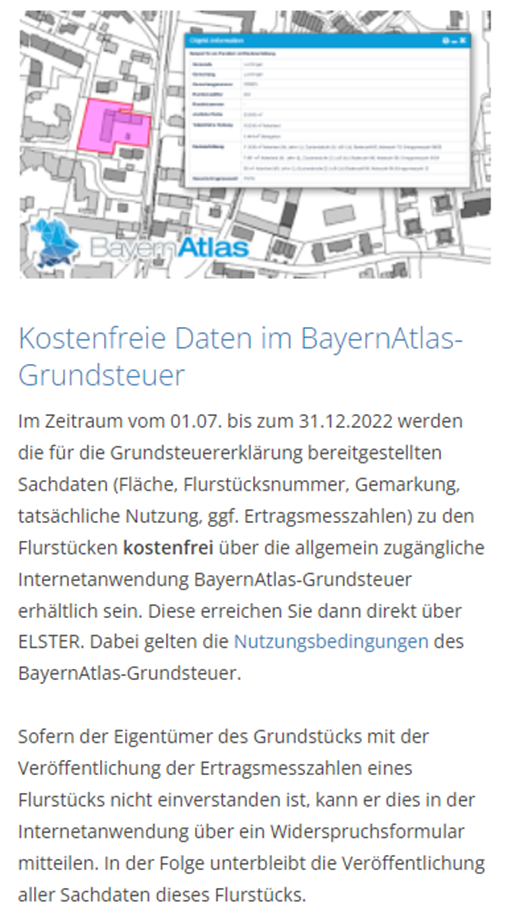 Objekt-Information
BayernAtlas
Kostenfreie Daten im BayernAtlas-
Grundsteuer
Im Zeitraum vom 01.07. bis zum 31.12.2022 werden
die für die Grundsteuererklärung bereitgestellten
Sachdaten (Fläche, Flurstücksnummer, Gemarkung,
tatsächliche Nutzung, ggf. Ertragsmesszahlen) zu den
Flurstücken kostenfrei über die allgemein zugängliche
Internetanwendung BayernAtlas-Grundsteuer
erhältlich sein. Diese erreichen Sie dann direkt über
ELSTER. Dabei gelten die Nutzungsbedingungen des
BayernAtlas-Grundsteuer.
Sofern der Eigentümer des Grundstücks mit der
Veröffentlichung der Ertragsmesszahlen eines
Flurstücks nicht einverstanden ist, kann er dies in der
Internetanwendung über ein Widerspruchsformular
mitteilen. In der Folge unterbleibt die Veröffentlichung
aller Sachdaten dieses Flurstücks.